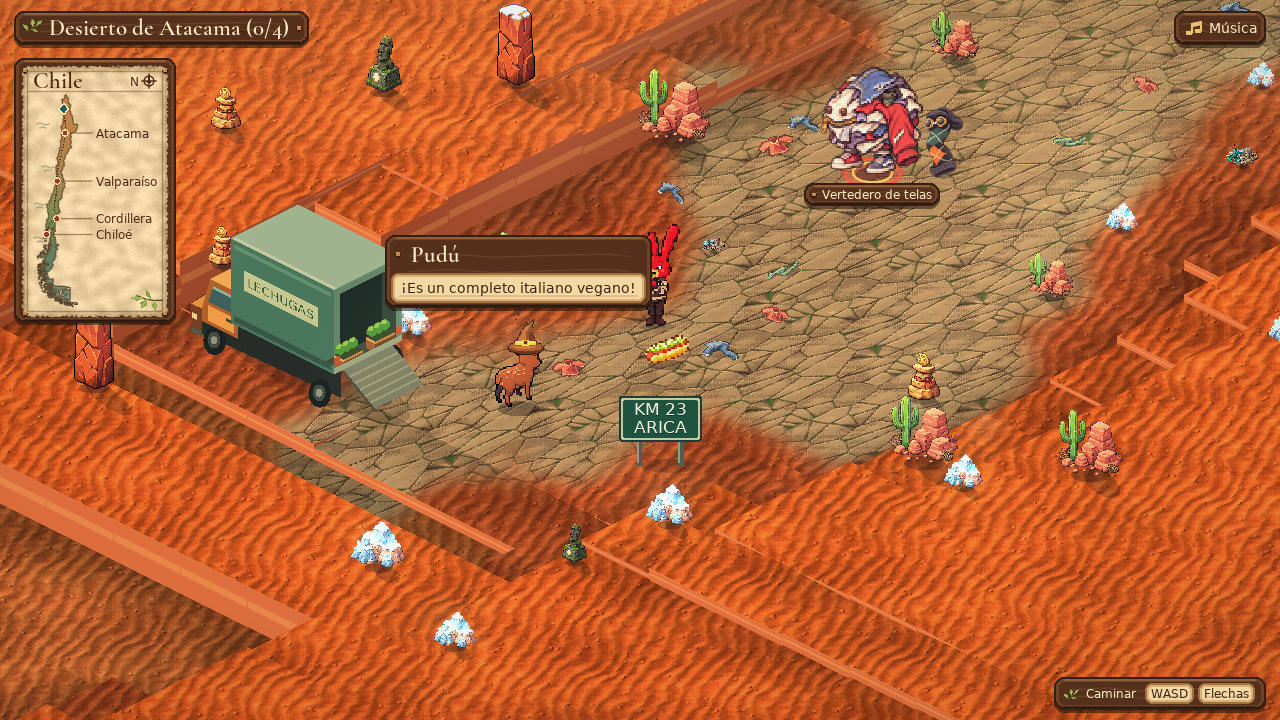 Desierto de Atacama (0/4)
Música
Chile
N
Atacama
Valparaíso
Cordillera
Chiloé
Vertedero de telas
LECHUGAS
Pudú
¡Es un completo italiano vegano!
KM 23
ARICA
Caminar WASD Flechas